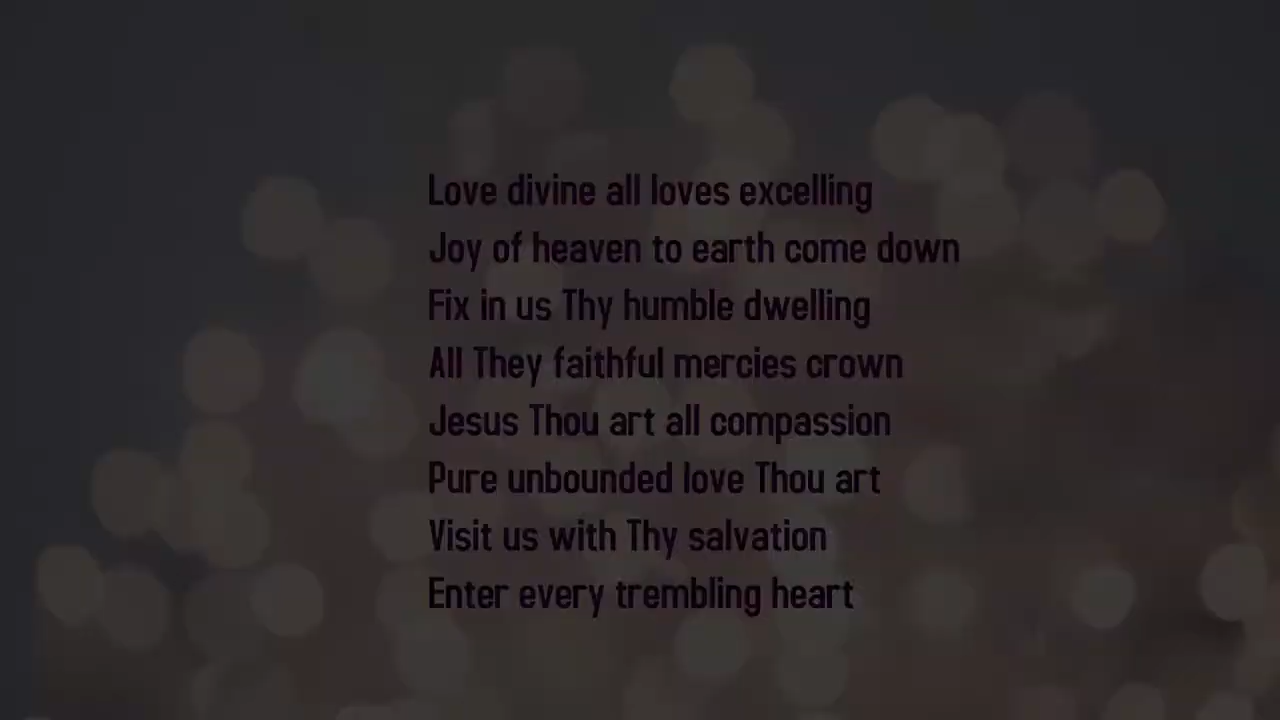 Love divine all loves excelling
Joy of heaven to earth come down
Fix in us Thy humble dwelling
All They faithful mercies crown
Jesus Thou art all compassion
Pure unbounded love Thou art
Visit us with Thy salvation
Enter every trembling heart